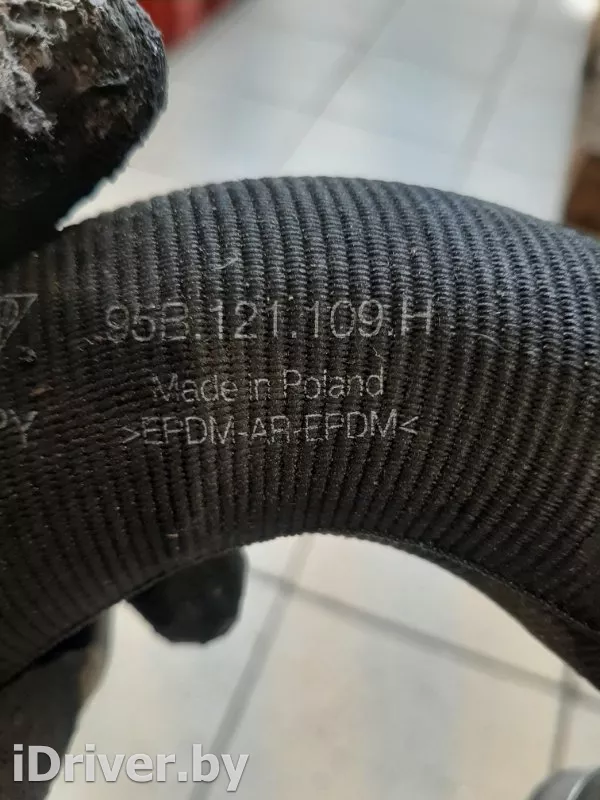 95B.121.109.H
Made in Poland
>EPDM-AR-EPDM<
iDriver.by